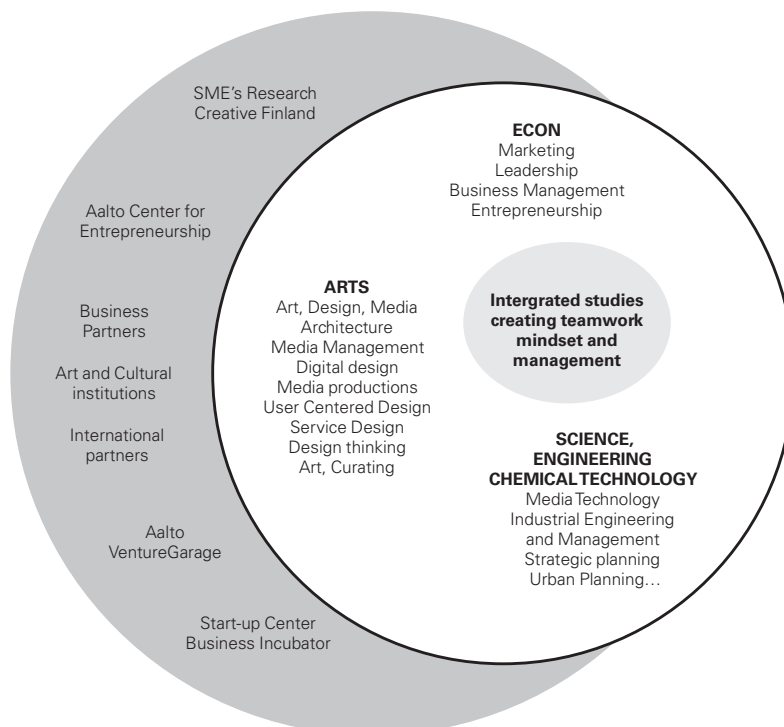 SME's Research
Creative Finland
Aalto Center for
Entrepreneurship
Business
Partners
Art and Cultural
institutions
International
partners
Aalto
VentureGarage
Start-up Center
Business Incubator
ECON
Marketing
Leadership
Business Management
Entrepreneurship
ARTS
Art, Design, Media
Architecture
Media Management
Digital design
Media productions
User Centered Design
Service Design
Design thinking
Art, Curating
Intergrated studies
creating teamwork
mindset and
management
SCIENCE,
ENGINEERING
CHEMICAL TECHNOLOGY
Media Technology
Industrial Engineering
and Management
Strategic planning
Urban Planning…